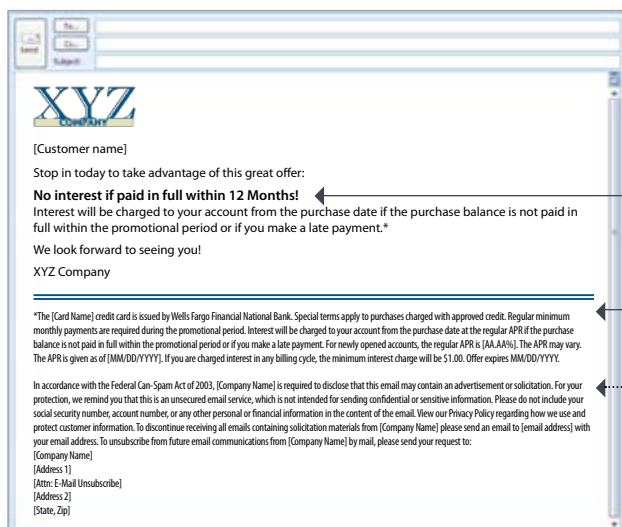 To...
Cc...
Send
Subject:
XYZ
COMPANY
[Customer name]
Stop in today to take advantage of this great offer:
No interest if paid in full within 12 Months!
Interest will be charged to your account from the purchase date if the purchase balance is not paid in
full within the promotional period or if you make a late payment.*
We look forward to seeing you!
XYZ Company
*The [Card Name] credit card is issued by Wells Fargo Financial National Bank. Special terms apply to purchases charged with approved credit. Regular minimum
monthly payments are required during the promotional period. Interest will be charged to your account from the purchase date at the regular APR if the purchase
balance is not paid in full within the promotional period or if you make a late payment. For newly opened accounts, the regular APR is [AA.AA%]. The APR may vary.
The APR is given as of [MM/DD/YYYY]. If you are charged interest in any billing cycle, the minimum interest charge will be $1.00. Offer expires MM/DD/YYYY.
In accordance with the Federal Can-Spam Act of 2003, [Company Name] is required to disclose that this email may contain an advertisement or solicitation. For your
protection, we remind you that this is an unsecured email service, which is not intended for sending confidential or sensitive information. Please do not include your
social security number, account number, or any other personal or financial information in the content of the email. View our Privacy Policy regarding how we use and
protect customer information. To discontinue receiving all emails containing solicitation materials from [Company Name] please send an email to [email address] with
your email address. To unsubscribe from future email communications from [Company Name] by mail, please send your request to:
[Company Name]
[Address 1]
[Attn: E-Mail Unsubscribe]
[Address 2]
[State, Zip]